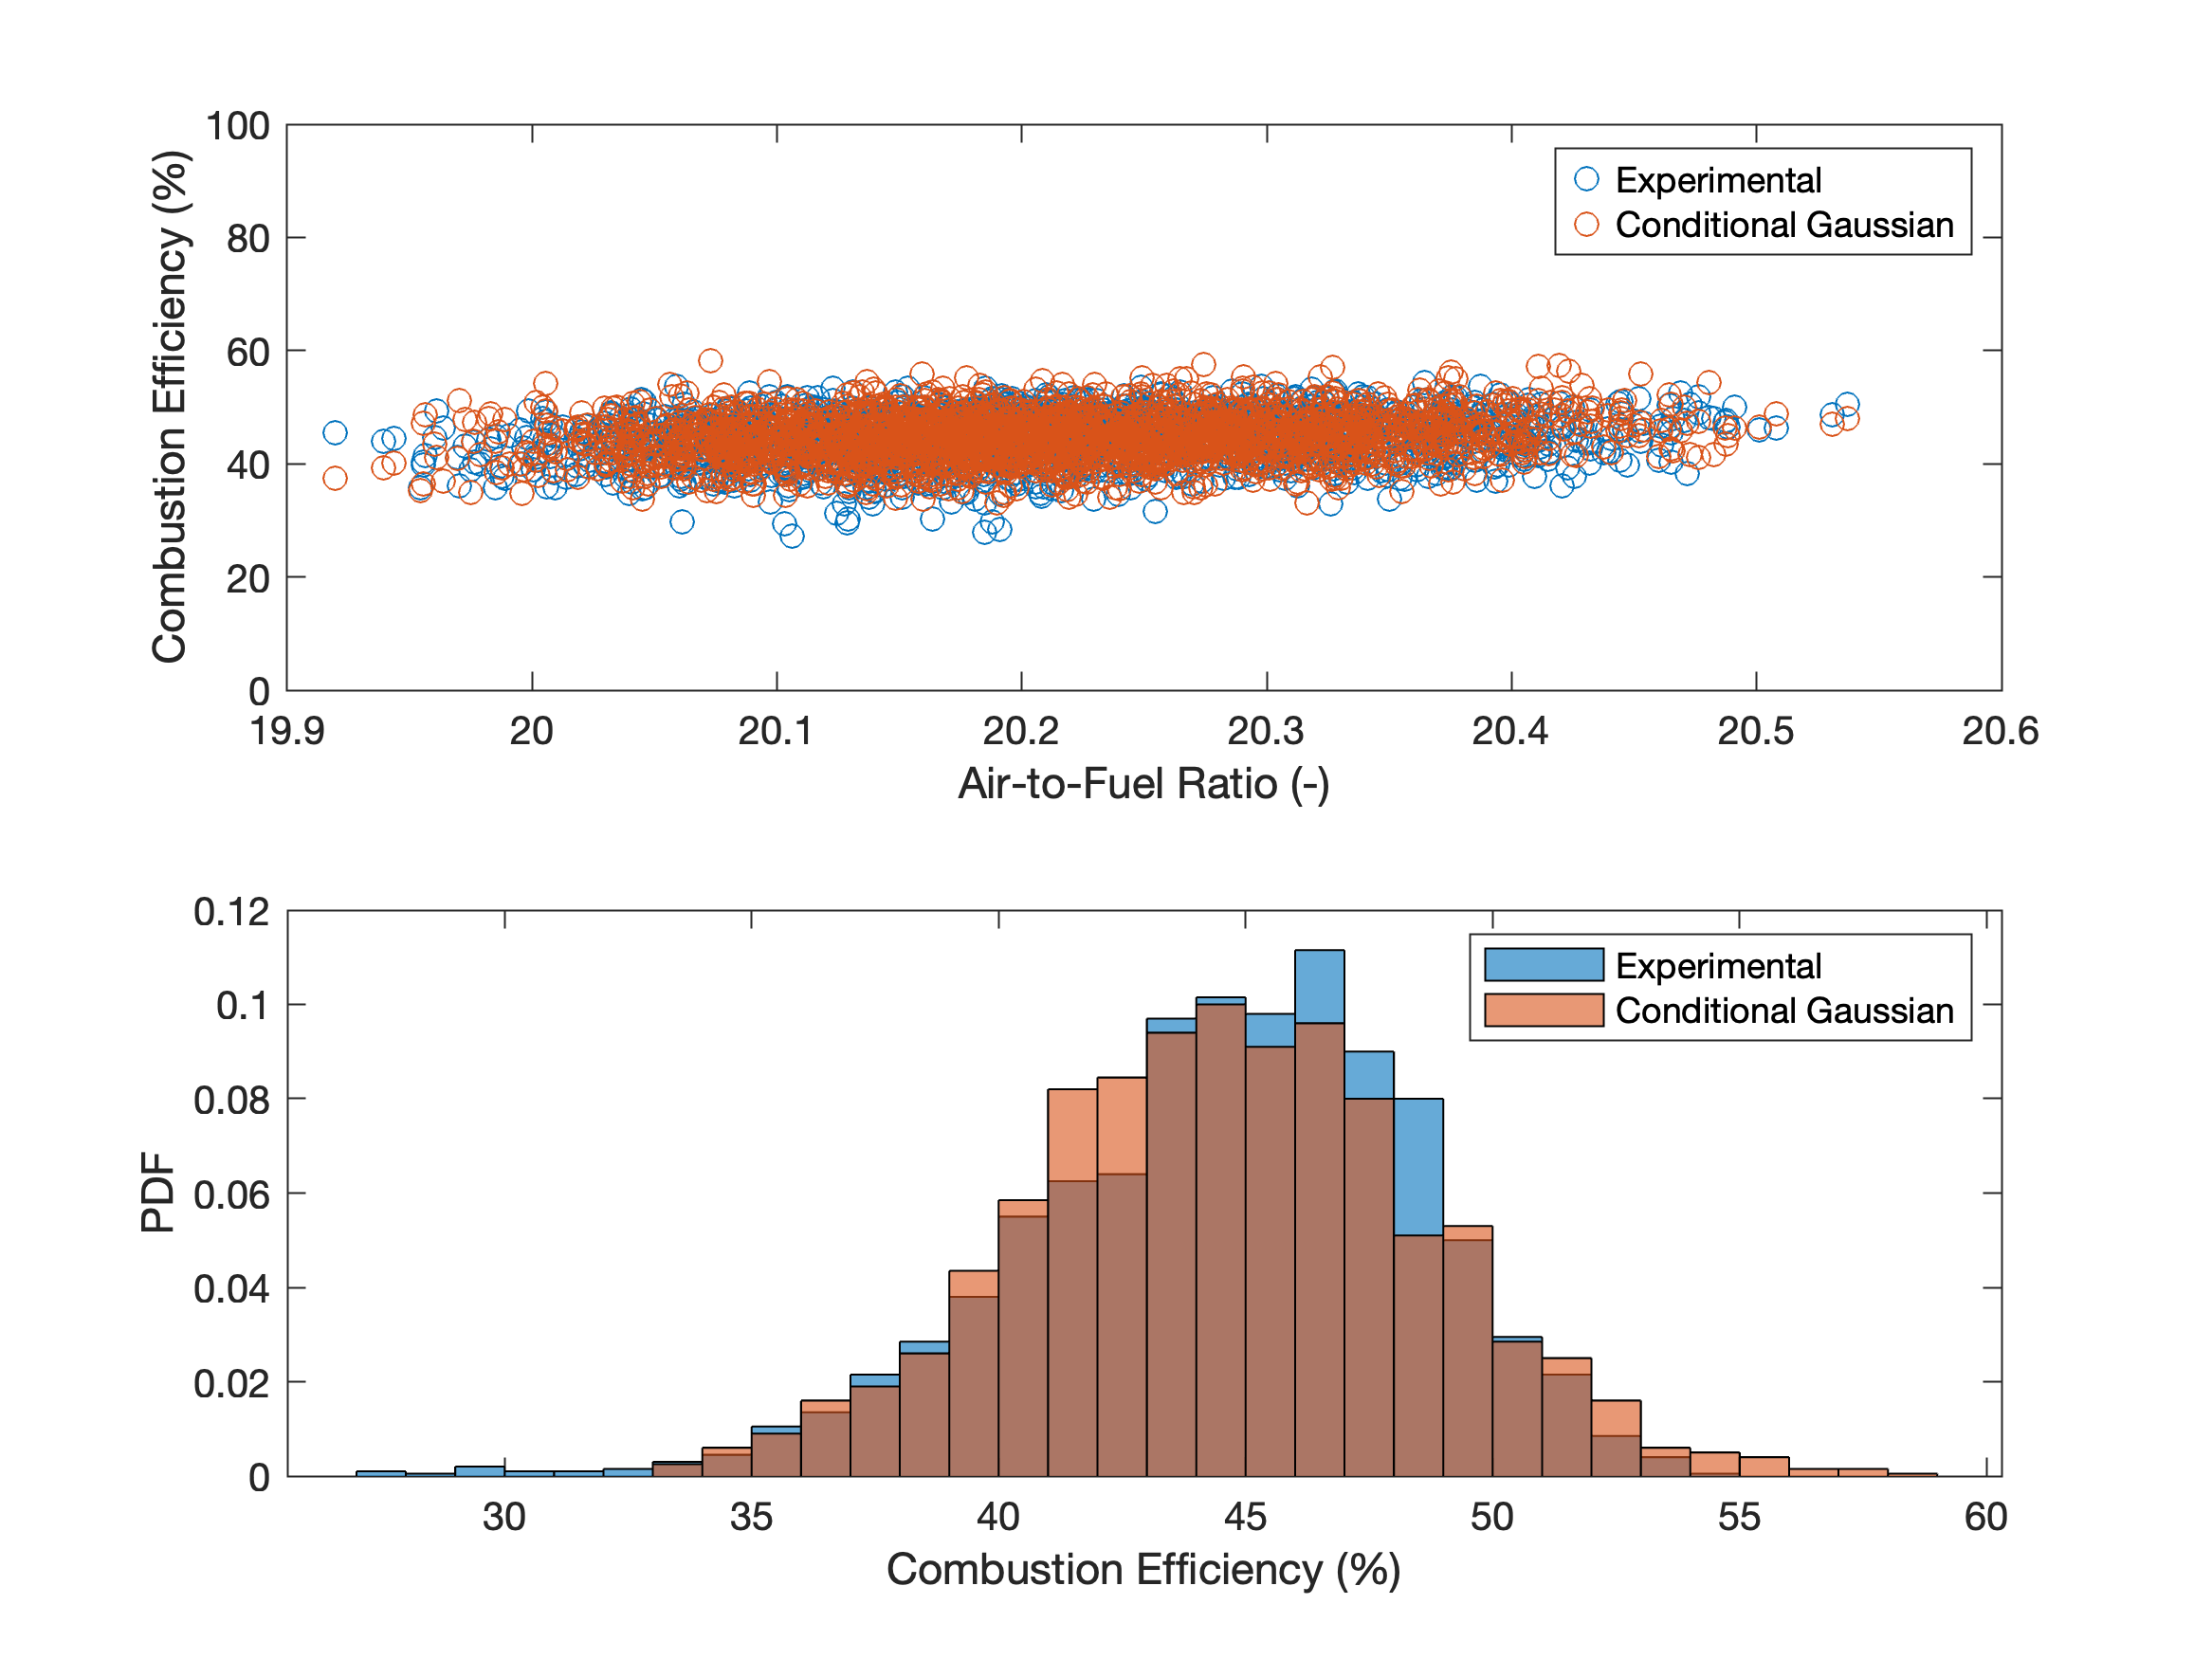 100
80
60
40
20
0
Combustion Efficiency (%)
Experimental
Conditional Gaussian
19.9 20 20.1 20.2 20.3 20.4 20.5 20.6
Air-to-Fuel Ratio (-)
0.12
0.1
0.08
0.06
0.04
0.02
0
PDF
Experimental
Conditional Gaussian
30 35 40 45 50 55 60
Combustion Efficiency (%)